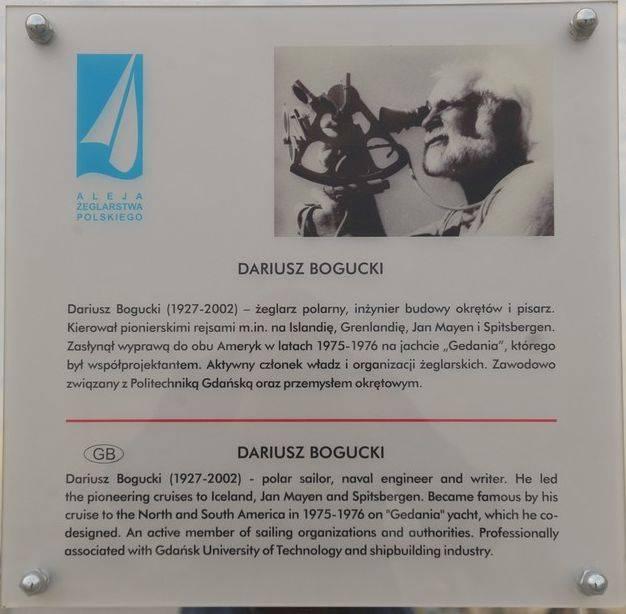 ALEJA
ŻEGLARSTWA
POLSKIEGO
DARIUSZ BOGUCKI
Dariusz Bogucki (1927-2002) – żeglarz polarny, inżynier budowy okrętów i pisarz.
Kierował pionierskimi rejsami m.in. na Islandię, Grenlandię, Jan Mayen i Spitsbergen.
Zasłynął wyprawą do obu Ameryk w latach 1975-1976 na jachcie „Gedania”, którego
był współprojektantem. Aktywny członek władz i organizacji żeglarskich. Zawodowo
związany z Politechniką Gdańską oraz przemysłem okrętowym.
GB
DARIUSZ BOGUCKI
Dariusz Bogucki (1927-2002) - polar sailor, naval engineer and writer. He led
the pioneering cruises to Iceland, Jan Mayen and Spitsbergen. Became famous by his
cruise to the North and South America in 1975-1976 on "Gedania" yacht, which he co-
designed. An active member of sailing organizations and authorities. Professionally
associated with Gdańsk University of Technology and shipbuilding industry.